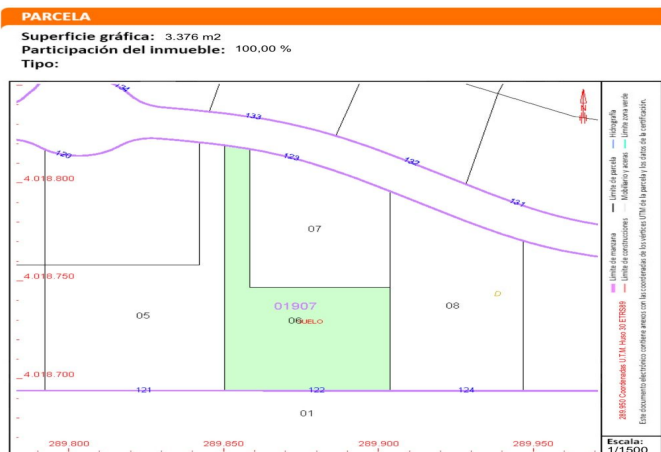 PARCELA
Superficie gráfica: 3.376 m2
Participación del inmueble: 100,00 %
Tipo:
134
133
120
123
132
131
4.018.800
07
4.018.750
05
01907
06
SUELO
08
D
4.018.700
121
122
124
01
289.800
289.850
289.900
289.950
Límite de manzana
Límite de parcela
Hidrografía
Límite de construcciones
Mobiliario y aceras
Límite zona verde
289.950 Coordenadas U.T.M. Huso 30 ETRS89
Este documento electrónico contiene anexos con las coordenadas de los vértices UTM de la parcela y los datos de la certificación.
Escala:
1/1500